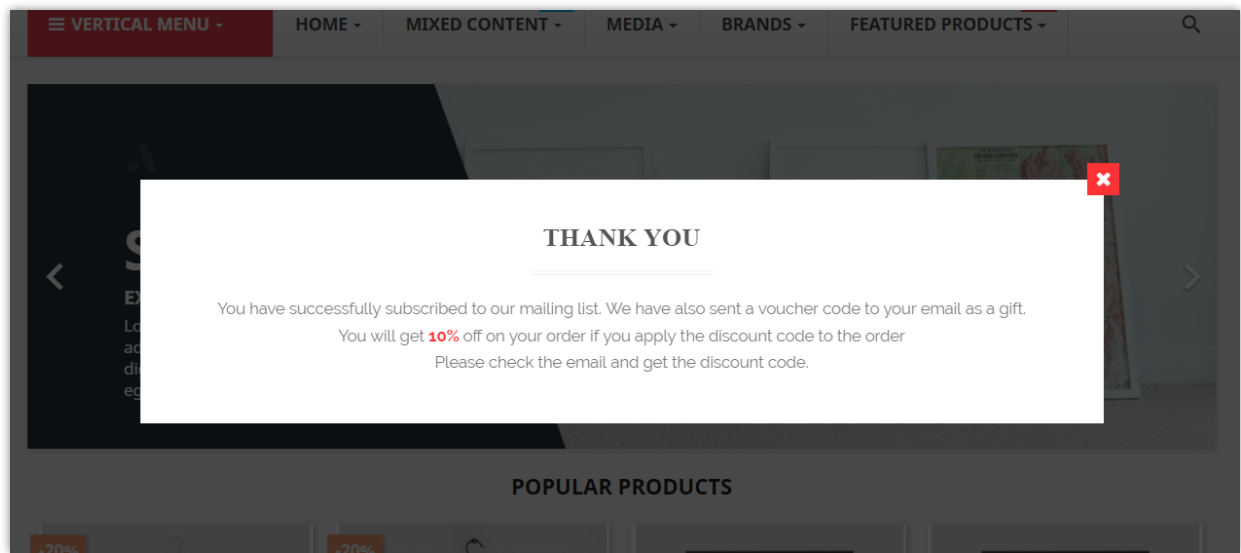 VERTICAL MENU
HOME
MIXED CONTENT
MEDIA
BRANDS
FEATURED PRODUCTS
THANK YOU
You have successfully subscribed to our mailing list. We have also sent a voucher code to your email as a gift.
You will get 10% off on your order if you apply the discount code to the order
Please check the email and get the discount code.
POPULAR PRODUCTS
-20%
-20%